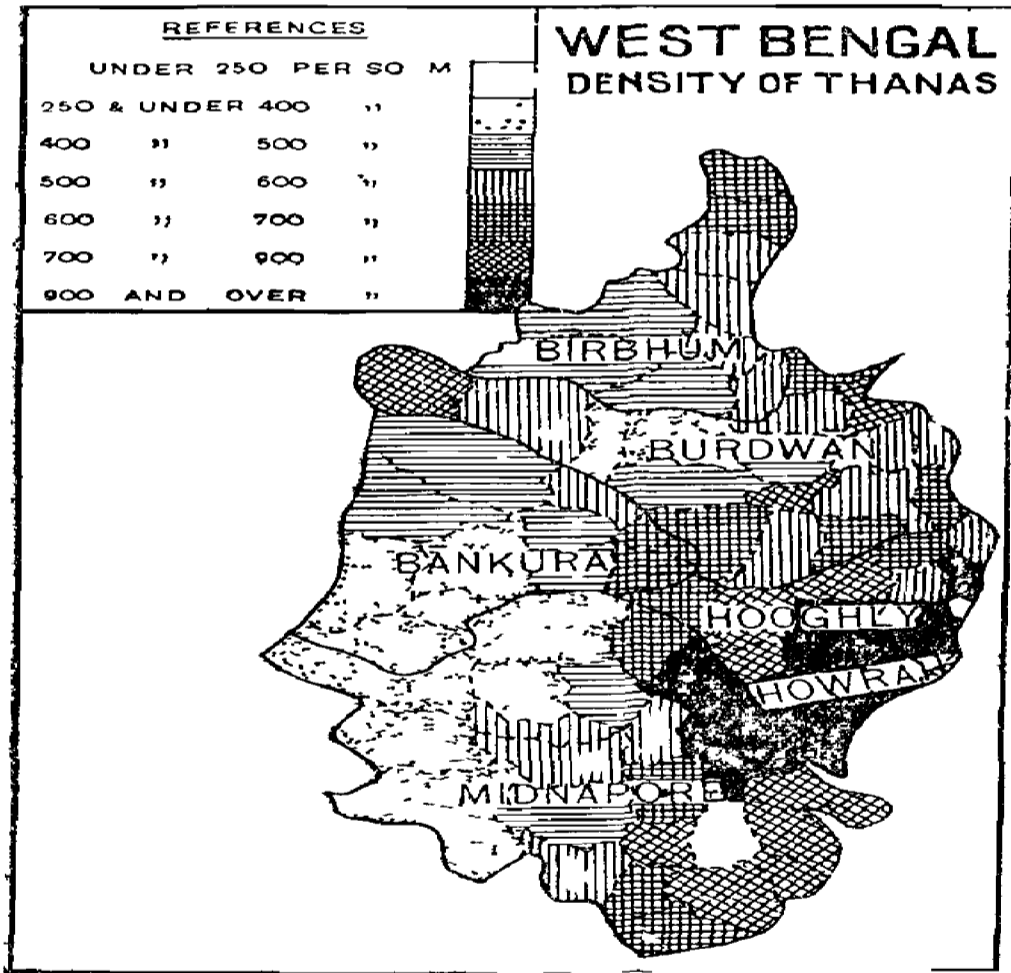 REFERENCES
UNDER 250 PER SQ M
250 & UNDER 400 "
400 " 500 "
500 " 600 "
600 " 700 "
700 " 900 "
900 AND OVER "
WEST BENGAL
DENSITY OF THANAS
BIRBHUM
BURDWAN
BANKURA
HOOGHLY
HOWRAH
MIDNAPORE